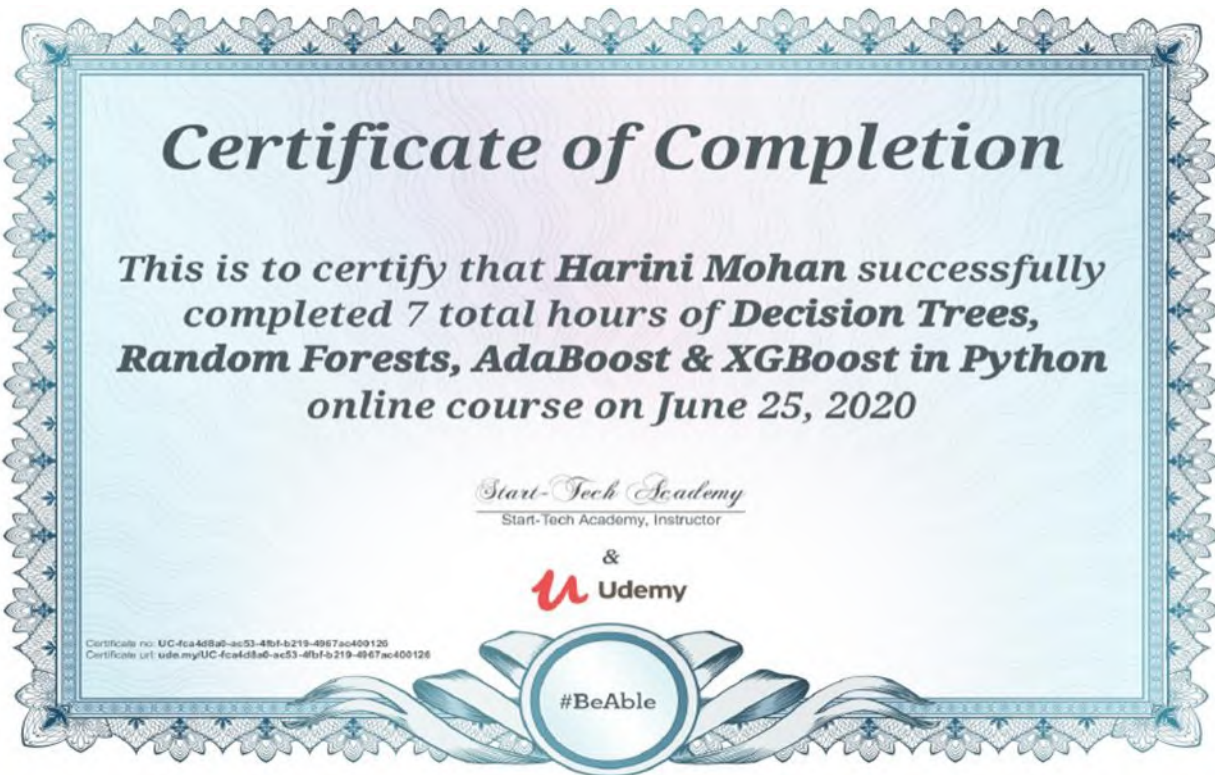 Certificate of Completion
This is to certify that Harini Mohan successfully
completed 7 total hours of Decision Trees,
Random Forests, AdaBoost & XGBoost in Python
online course on June 25, 2020
Start-Tech Academy
Start-Tech Academy, Instructor
&
Udemy
Certificate no: UC-fca4d8a0-ac53-4fbf-b219-4967ac400126
Certificate url: ude.my/UC-fca4d8a0-ac53-4fbf-b219-4967ac400126
#BeAble